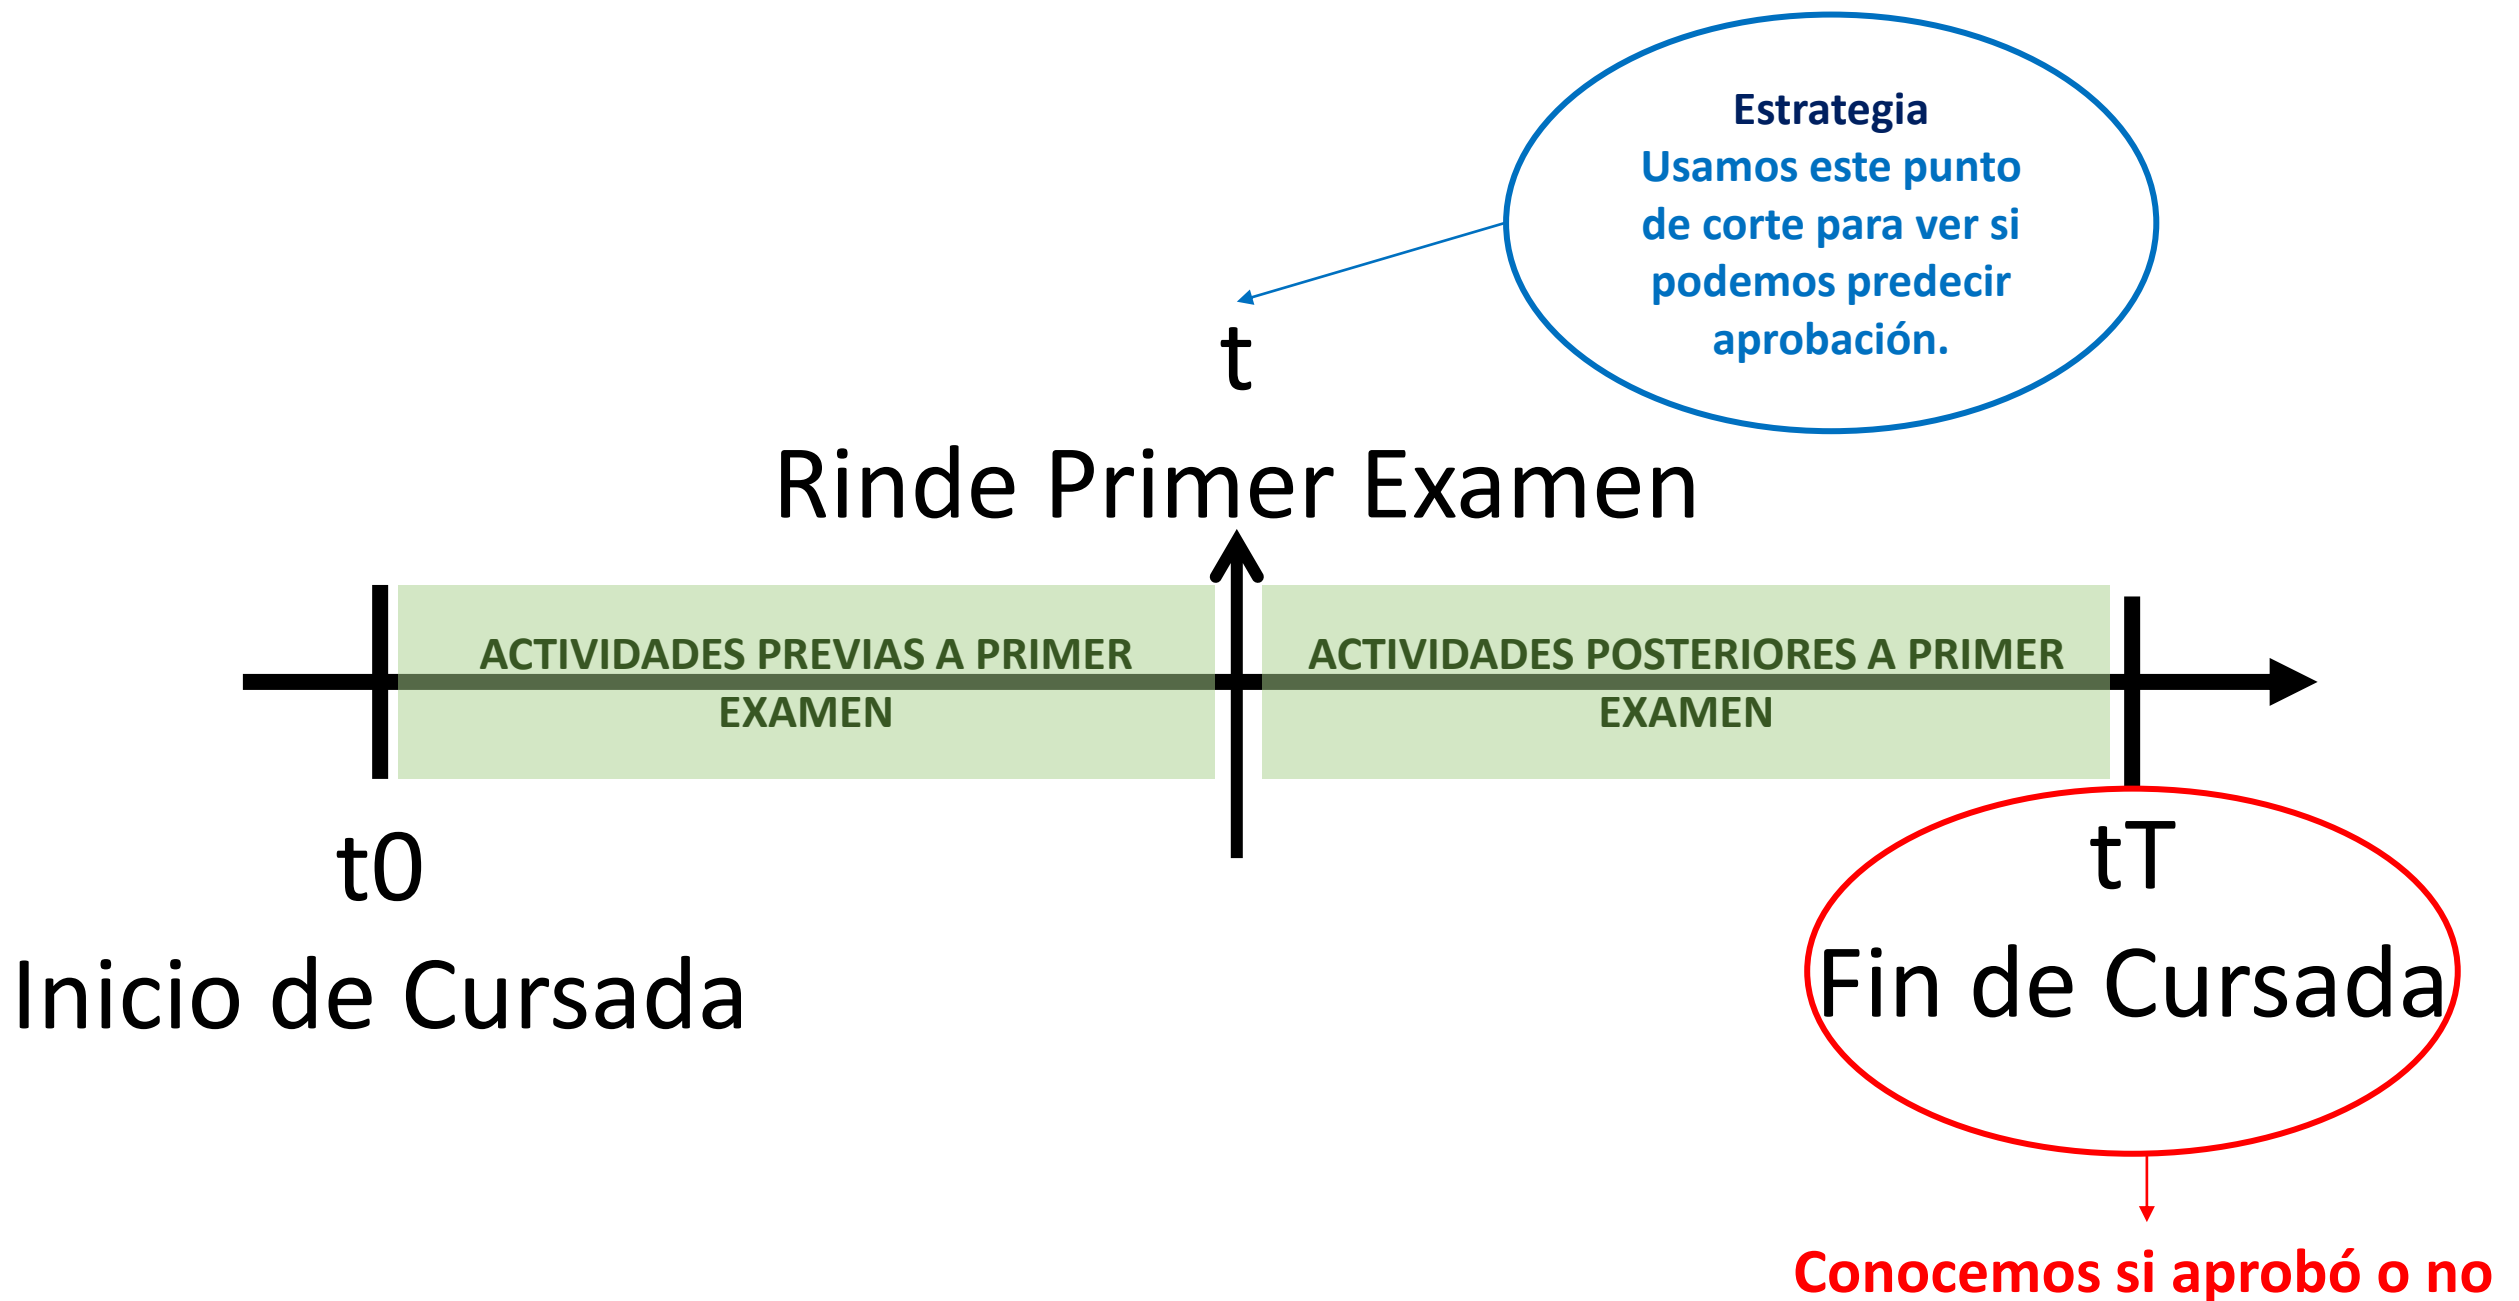 Estrategia
Usamos este punto
de corte para ver si
podemos predecir
aprobación.
t
Rinde Primer Examen
ACTIVIDADES PREVIAS A PRIMER
EXAMEN
ACTIVIDADES POSTERIORES A PRIMER
EXAMEN
t0
Inicio de Cursada
tT
Fin de Cursada
Conocemos si aprobó o no